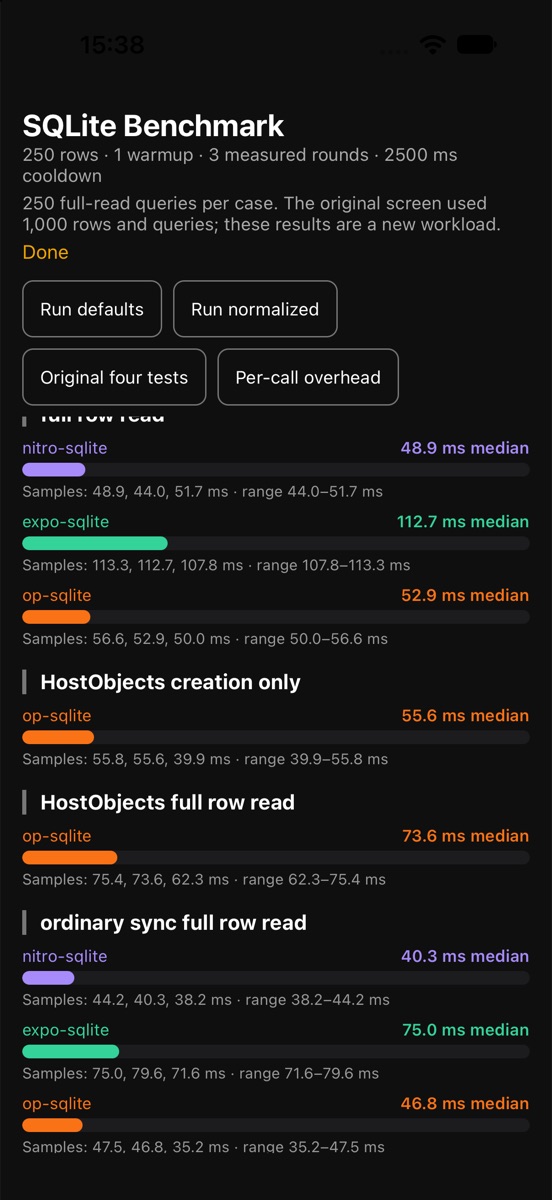 15:38
SQLite Benchmark
250 rows · 1 warmup · 3 measured rounds · 2500 ms
cooldown
250 full-read queries per case. The original screen used
1,000 rows and queries; these results are a new workload.
Done
Run defaults
Run normalized
Original four tests
Per-call overhead
full row read
nitro-sqlite 48.9 ms median
Samples: 48.9, 44.0, 51.7 ms · range 44.0–51.7 ms
expo-sqlite 112.7 ms median
Samples: 113.3, 112.7, 107.8 ms · range 107.8–113.3 ms
op-sqlite 52.9 ms median
Samples: 56.6, 52.9, 50.0 ms · range 50.0–56.6 ms
HostObjects creation only
op-sqlite 55.6 ms median
Samples: 55.8, 55.6, 39.9 ms · range 39.9–55.8 ms
HostObjects full row read
op-sqlite 73.6 ms median
Samples: 75.4, 73.6, 62.3 ms · range 62.3–75.4 ms
ordinary sync full row read
nitro-sqlite 40.3 ms median
Samples: 44.2, 40.3, 38.2 ms · range 38.2–44.2 ms
expo-sqlite 75.0 ms median
Samples: 75.0, 79.6, 71.6 ms · range 71.6–79.6 ms
op-sqlite 46.8 ms median
Samples: 47.5, 46.8, 35.2 ms · range 35.2–47.5 ms